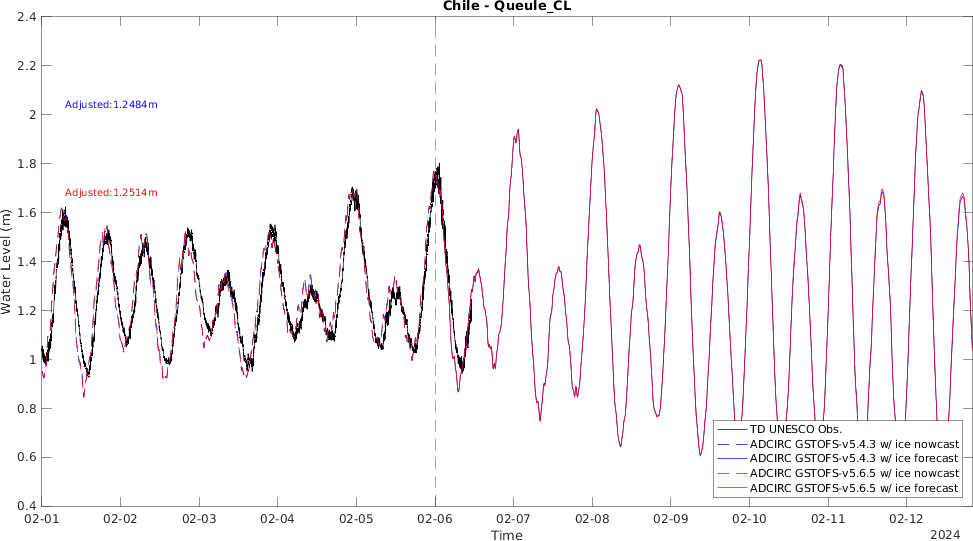 Chile - Queule_CL
2.4
2.2
2
1.8
1.6
1.4
1.2
1
0.8
0.6
0.4
Water Level (m)
Adjusted:1.2484m
Adjusted:1.2514m
TD UNESCO Obs.
ADCIRC GSTOFS-v5.4.3 w/ ice nowcast
ADCIRC GSTOFS-v5.4.3 w/ ice forecast
ADCIRC GSTOFS-v5.6.5 w/ ice nowcast
ADCIRC GSTOFS-v5.6.5 w/ ice forecast
02-01 02-02 02-03 02-04 02-05 02-06 02-07 02-08 02-09 02-10 02-11 02-12
Time
2024